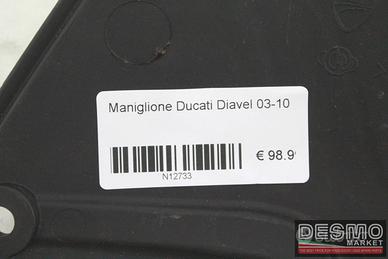 Maniglione Ducati Diavel 03-10
€ 98.9
N12733
DESMO
MARKET